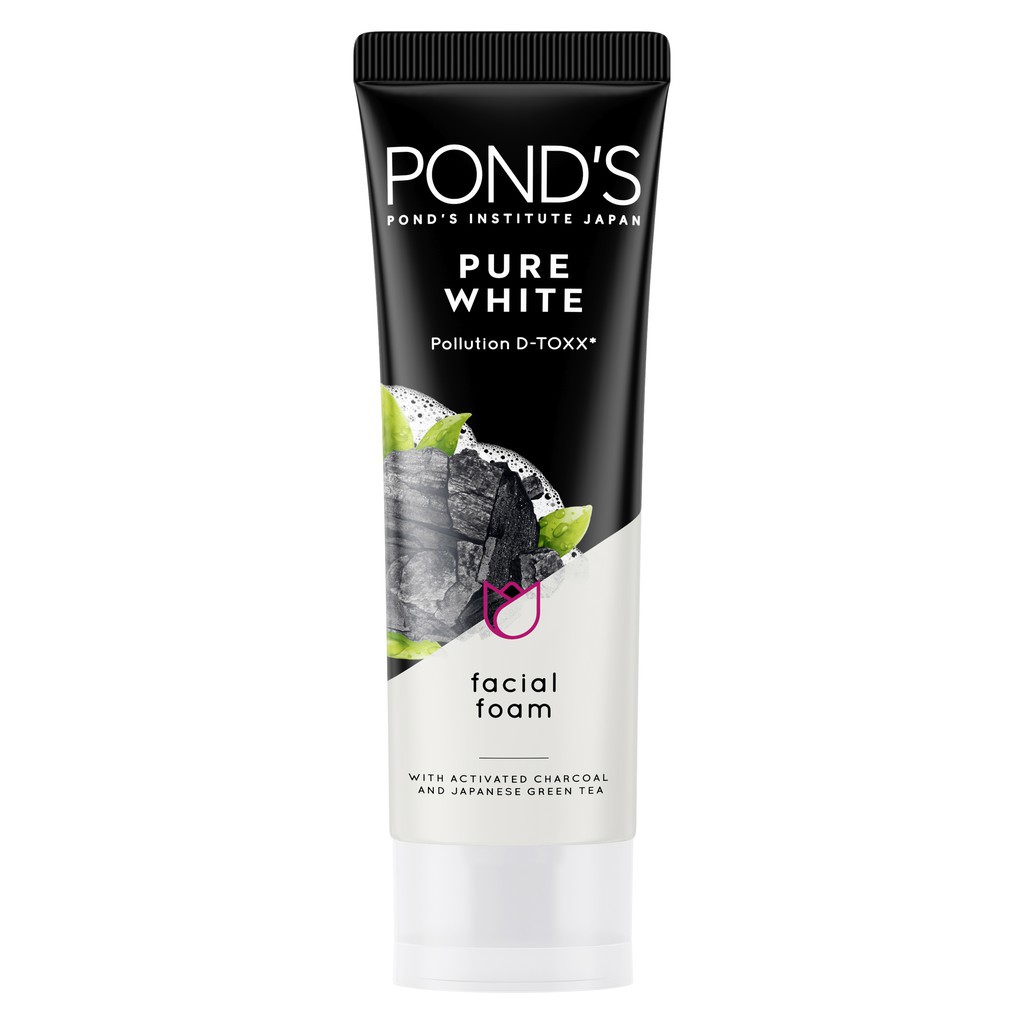 POND'S
POND'S INSTITUTE JAPAN
PURE
WHITE
Pollution D-TOXX*
facial
foam
WITH ACTIVATED CHARCOAL
AND JAPANESE GREEN TEA